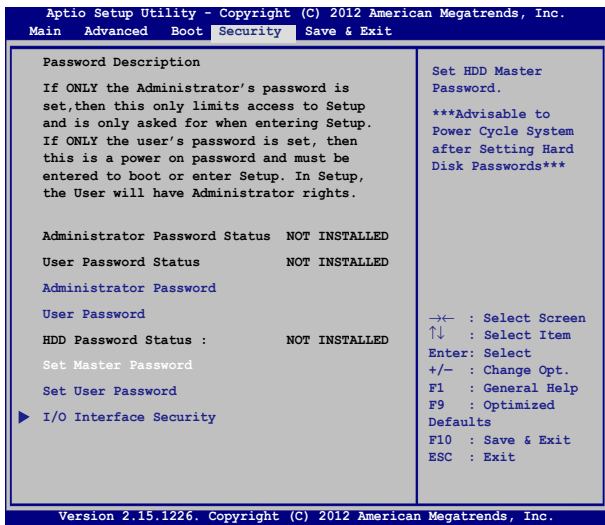 Aptio Setup Utility - Copyright (C) 2012 American Megatrends, Inc.
Main Advanced Boot Security Save & Exit
Password Description
If ONLY the Administrator's password is
set,then this only limits access to Setup
and is only asked for when entering Setup.
If ONLY the user's password is set, then
this is a power on password and must be
entered to boot or enter Setup. In Setup,
the User will have Administrator rights.
Administrator Password Status NOT INSTALLED
User Password Status NOT INSTALLED
Administrator Password
User Password
HDD Password Status : NOT INSTALLED
Set Master Password
Set User Password
I/O Interface Security
Set HDD Master
Password.
***Advisable to
Power Cycle System
after Setting Hard
Disk Passwords***
→← : Select Screen
↑↓ : Select Item
Enter: Select
+/— : Change Opt.
F1 : General Help
F9 : Optimized
Defaults
F10 : Save & Exit
ESC : Exit
Version 2.15.1226. Copyright (C) 2012 American Megatrends, Inc.